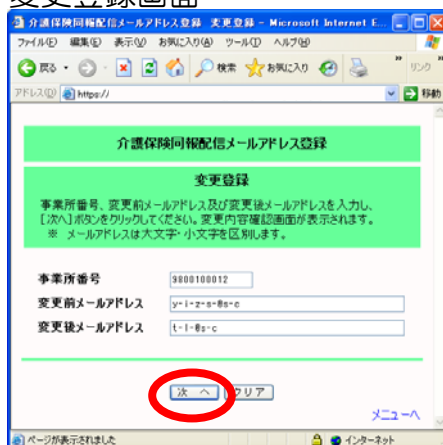 変更登録画面
介護保険同報配信メールアドレス登録 変更登録 - Microsoft Internet E...
ファイル(F) 編集(E) 表示(V) お気に入り(A) ツール(T) ヘルプ(H)
戻る 検索 お気に入り リンク
アドレス(D) https:// 移動
介護保険同報配信メールアドレス登録
変更登録
事業所番号、変更前メールアドレス及び変更後メールアドレスを入力し、
[次へ]ボタンをクリックしてください。変更内容確認画面が表示されます。
※ メールアドレスは大文字・小文字を区別します。
事業所番号 9800100012
変更前メールアドレス y-i-z-s-@s-c
変更後メールアドレス t-l-@s-c
次 へ クリア
メニューへ
ページが表示されました インターネット